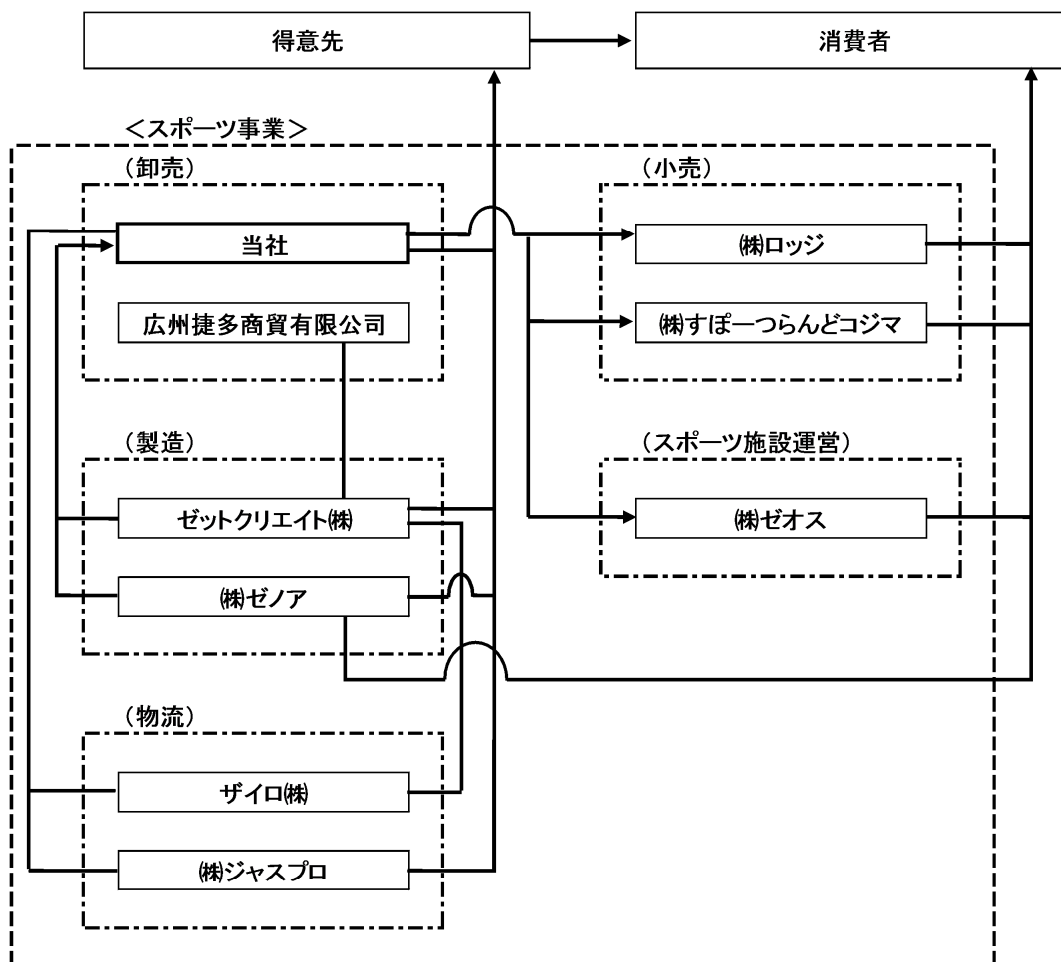 得意先
消費者
＜スポーツ事業＞
（卸売）
（小売）
当社
㈱ロッジ
広州捷多商貿有限公司
㈱すぽーつらんどコジマ
（製造）
（スポーツ施設運営）
ゼットクリエイト㈱
㈱ゼオス
㈱ゼノア
（物流）
ザイロ㈱
㈱ジャスプロ